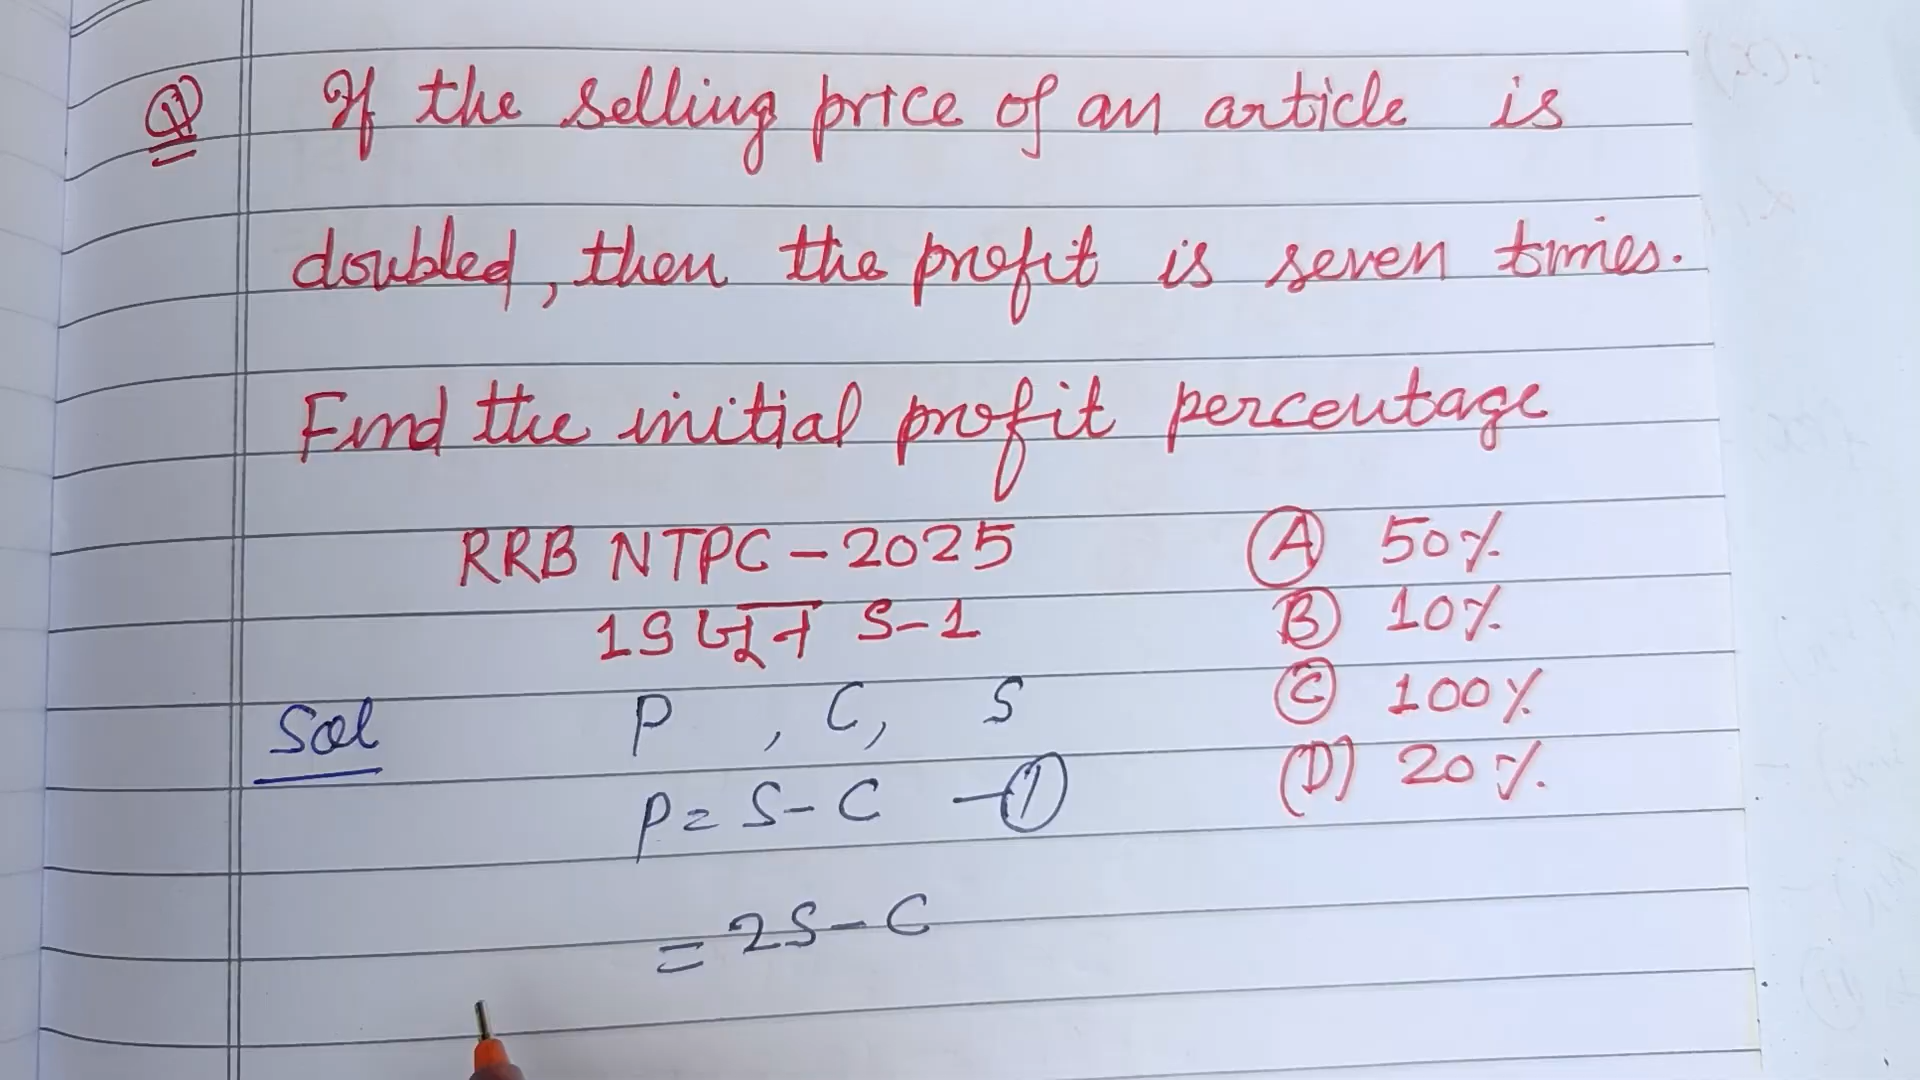 Q If the selling price of an article is
doubled, then the profit is seven times.
Find the initial profit percentage
RRB NTPC - 2025
19 जून S-1
A 50%
B 10%
C 100%
D 20%.
Sol P, C, S
P = S - C — 1
= 2S - C